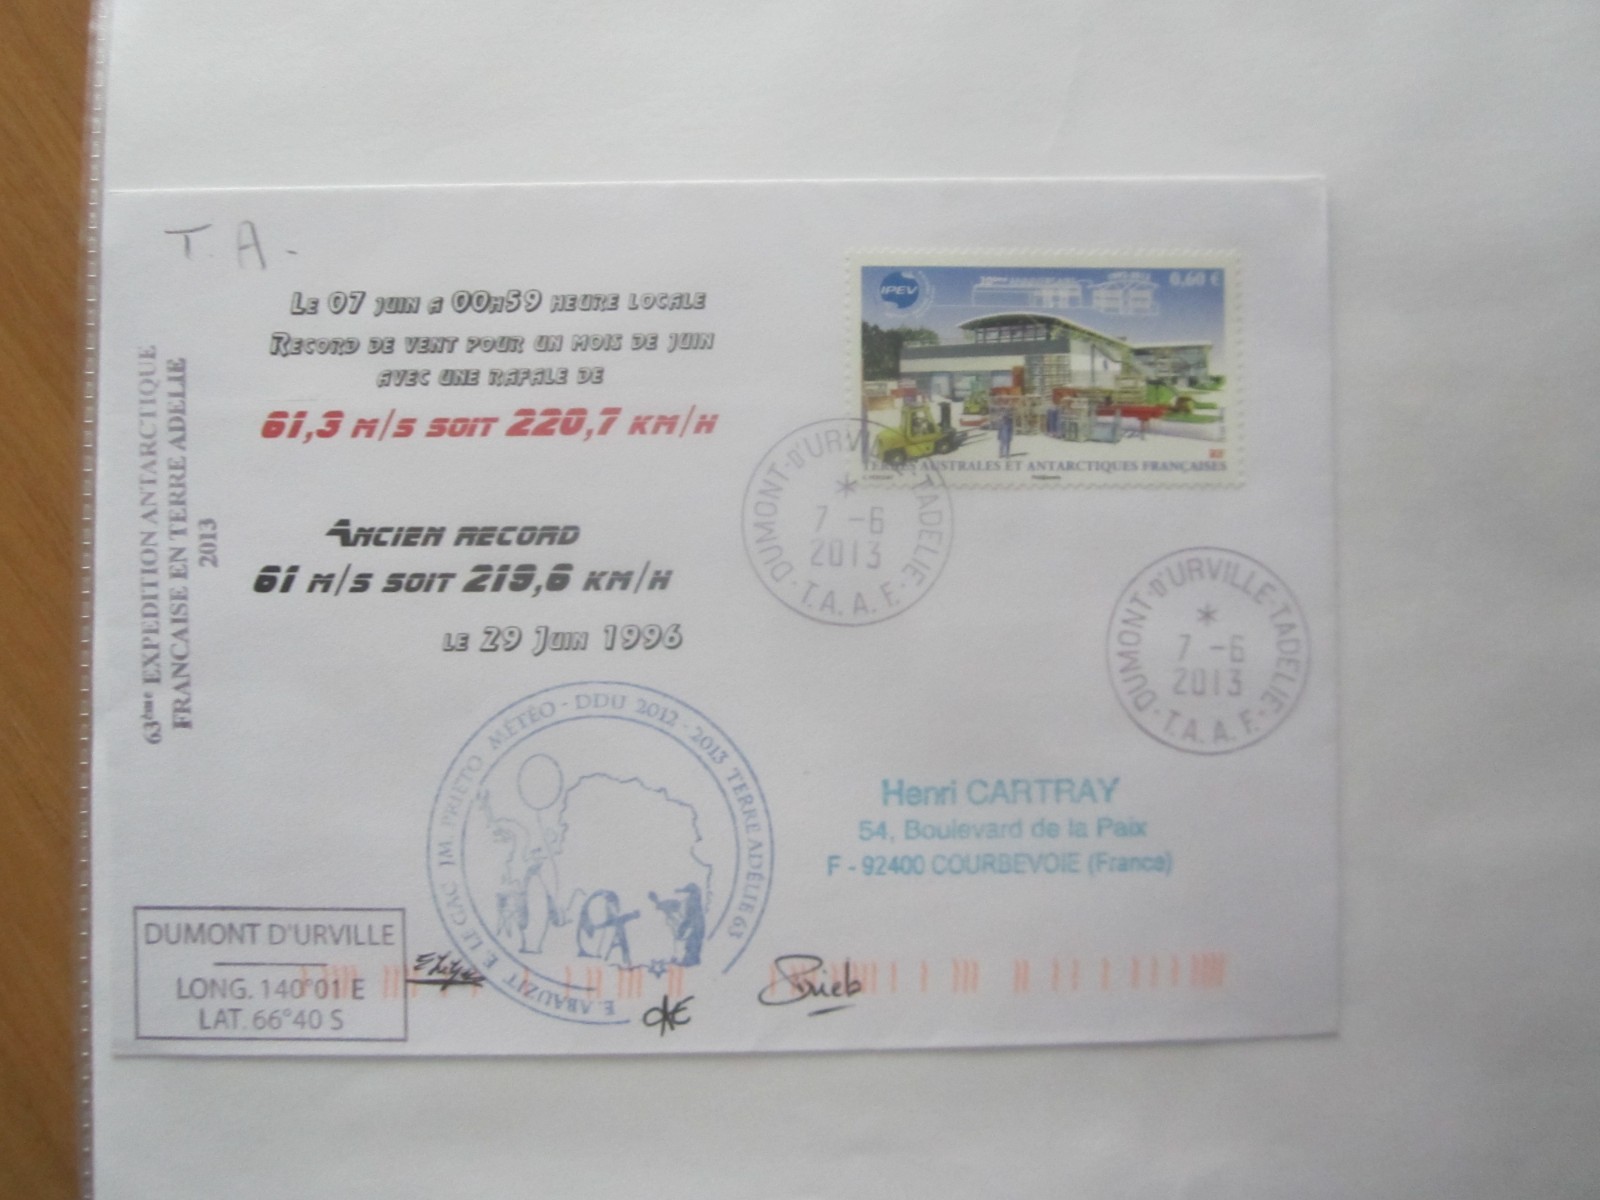 T. A -
Le 07 juin a 00h59 heure locale
Record de vent pour un mois de juin
avec une rafale de
61,3 m/s soit 220,7 km/h
Ancien record
61 m/s soit 219,6 km/h
le 29 Juin 1996
63ème EXPEDITION ANTARCTIQUE
FRANCAISE EN TERRE ADELIE
2013
IPEV
0.60 €
RF
TERRES AUSTRALES ET ANTARCTIQUES FRANÇAISES
DUMONT-D'URVILLE-T.ADELIE
* 
7 -6
2013
T.A.A.F.
DUMONT-D'URVILLE-T.ADELIE
*
7 -6
2013
T.A.A.F.
E. ABAUZIT E. LE GAC JM. PRIETO MÉTÉO - DDU 2012 - 2013 TERRE ADÉLIE 63
Henri CARTRAY
54, Boulevard de la Paix
F - 92400 COURBEVOIE (France)
DUMONT D'URVILLE
LONG. 140°01 E
LAT. 66°40 S